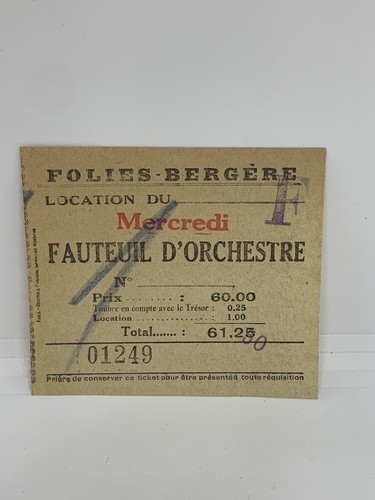 FOLIES-BERGÈRE
LOCATION DU
F
Mercredi
FAUTEUIL D'ORCHESTRE
N°
Prix ........ : 60.00
Timbre en compte avec le Trésor : 0.25
Location ................ : 1.00
Total....... : 61.25
01249
Prière de conserver ce ticket pour être présenté à toute réquisition